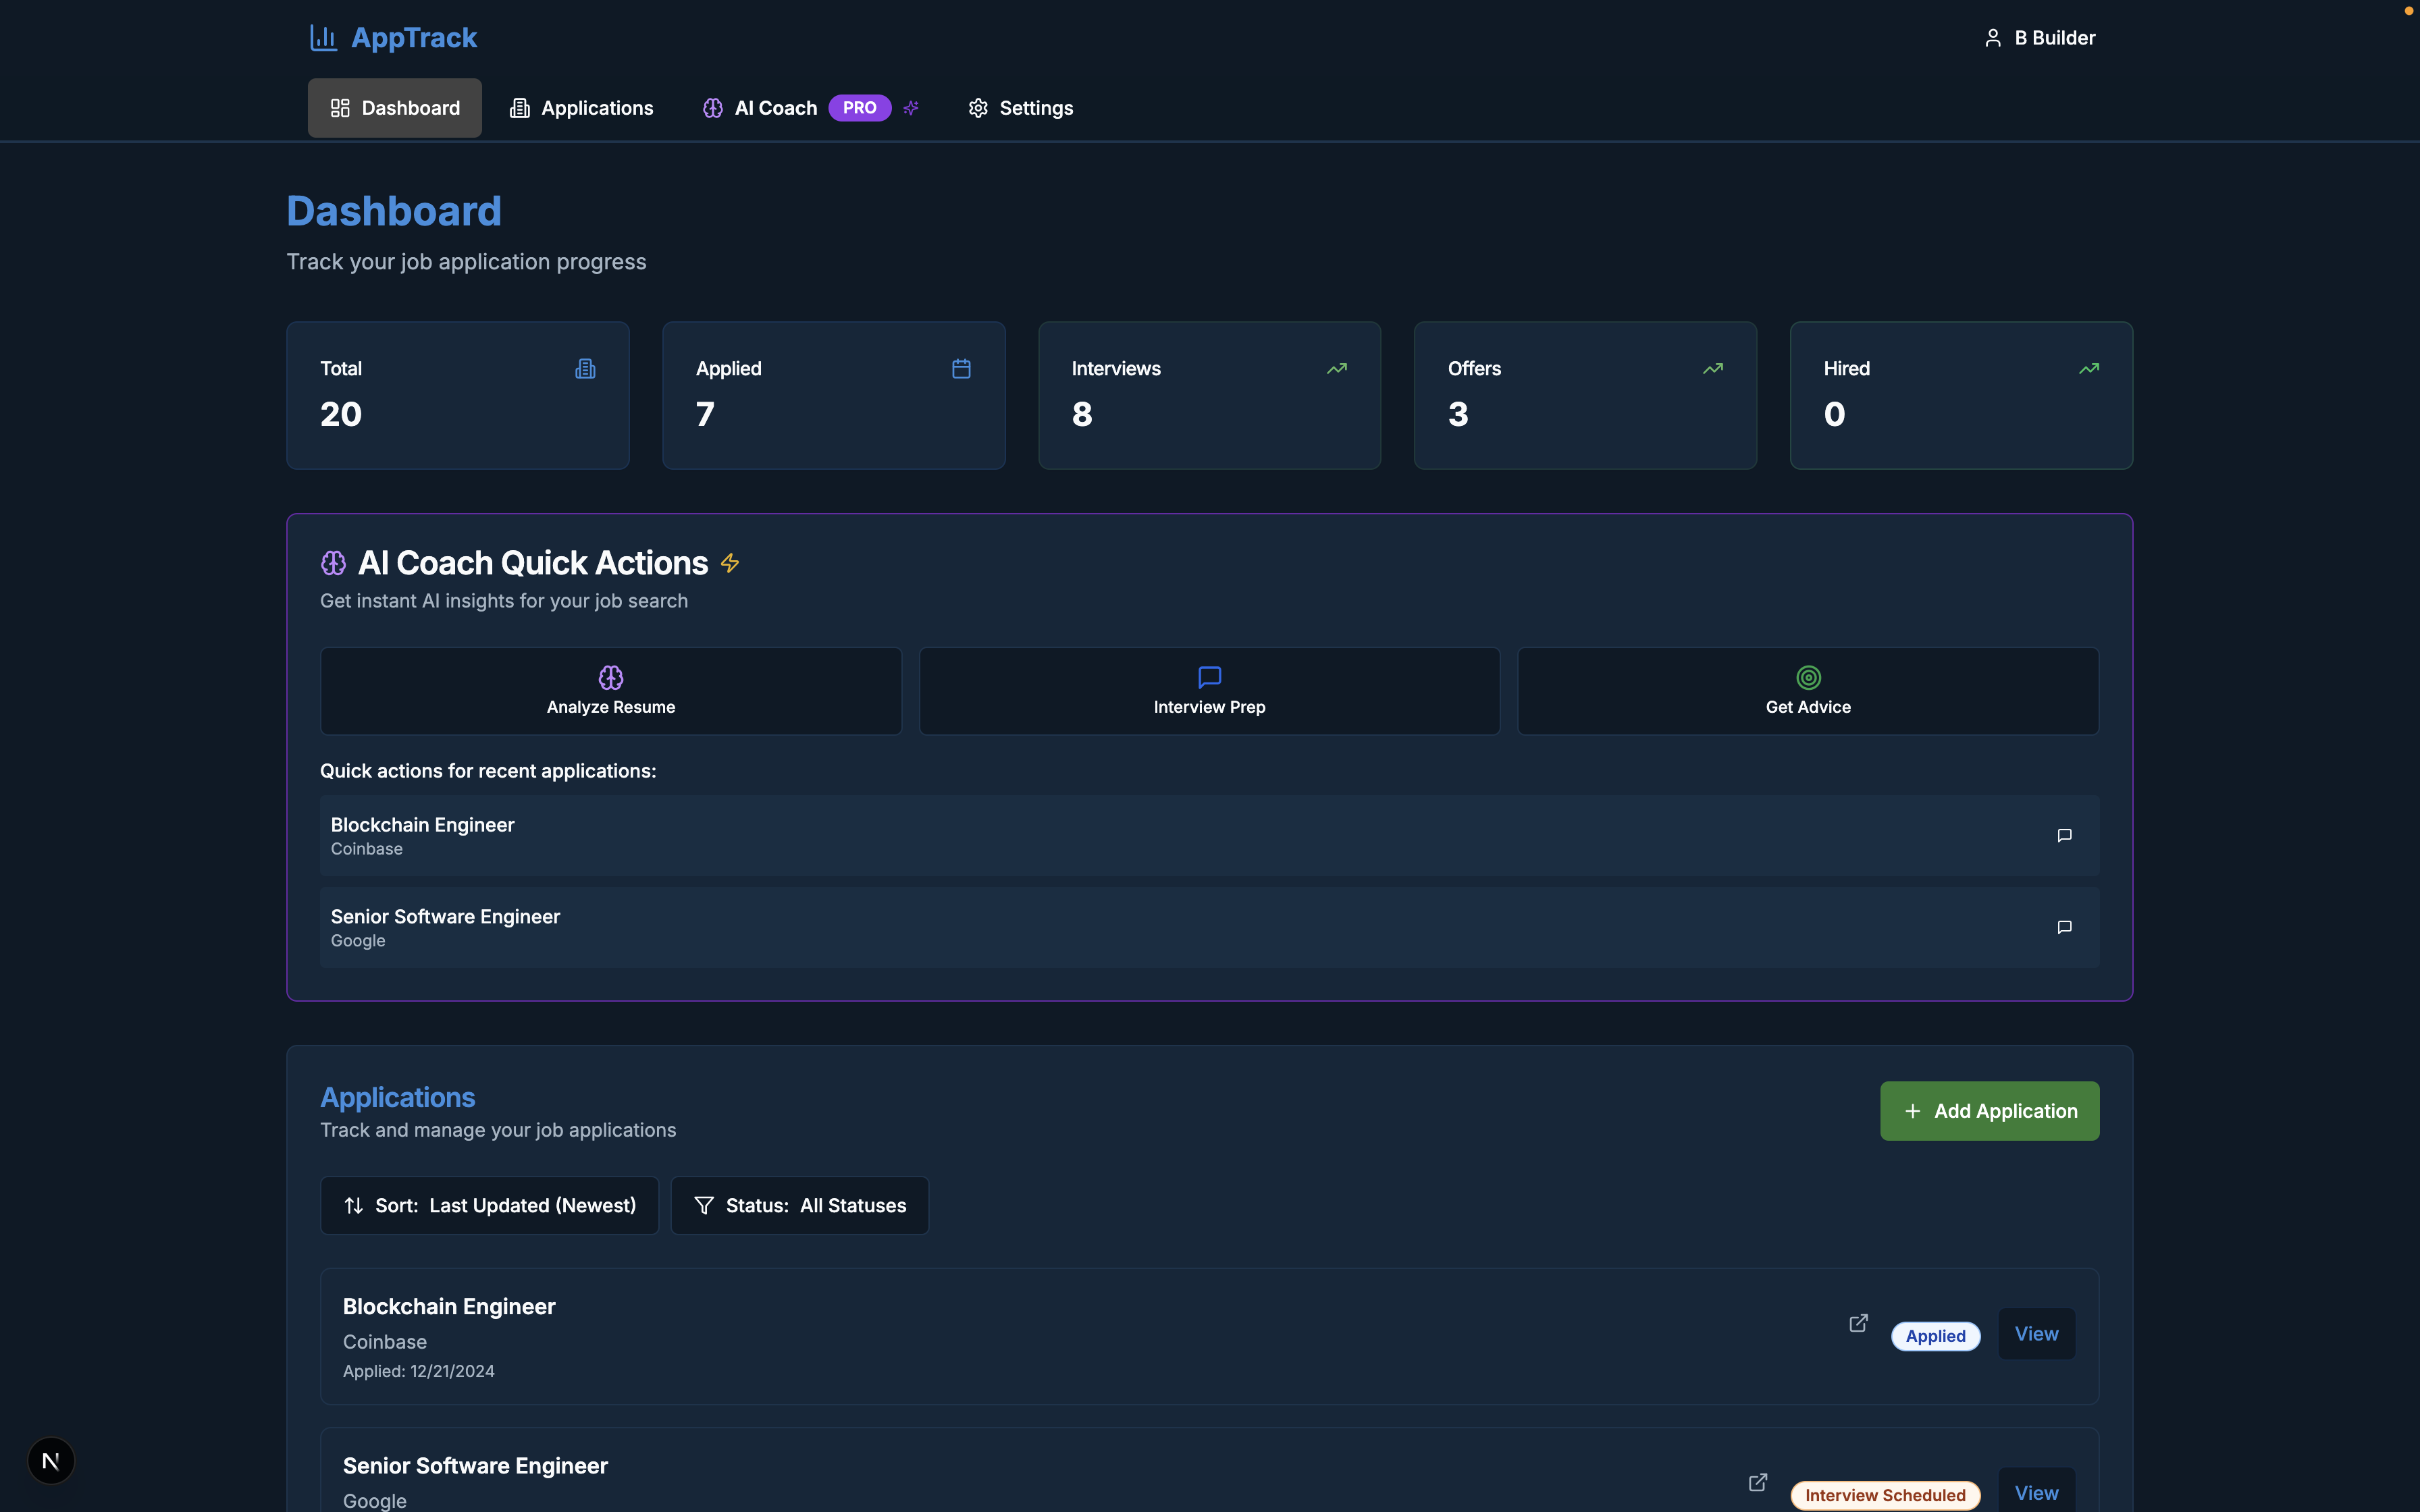 AppTrack
B Builder
Dashboard
Applications
AI Coach PRO
Settings
Dashboard
Track your job application progress
Total
20
Applied
7
Interviews
8
Offers
3
Hired
0
AI Coach Quick Actions
Get instant AI insights for your job search
Analyze Resume
Interview Prep
Get Advice
Quick actions for recent applications:
Blockchain Engineer
Coinbase
Senior Software Engineer
Google
Applications
Track and manage your job applications
Add Application
Sort: Last Updated (Newest)
Status: All Statuses
Blockchain Engineer
Coinbase
Applied: 12/21/2024
Applied
View
Senior Software Engineer
Google
Interview Scheduled
View
N